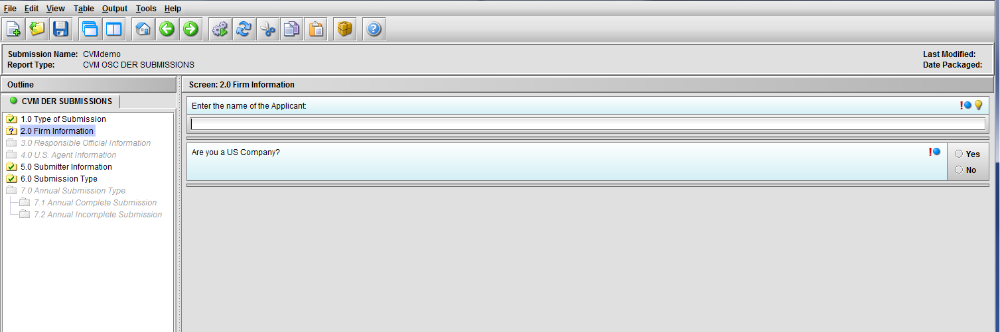 File Edit View Table Output Tools Help
Submission Name: CVMdemo
Last Modified:
Report Type: CVM OSC DER SUBMISSIONS
Date Packaged:
Outline
CVM DER SUBMISSIONS
1.0 Type of Submission
2.0 Firm Information
3.0 Responsible Official Information
4.0 U.S. Agent Information
5.0 Submitter Information
6.0 Submission Type
7.0 Annual Submission Type
7.1 Annual Complete Submission
7.2 Annual Incomplete Submission
Screen: 2.0 Firm Information
Enter the name of the Applicant:
Are you a US Company?
Yes
No